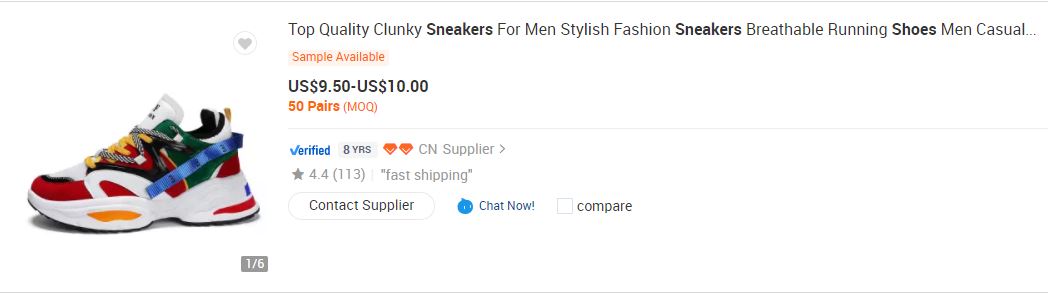 Top Quality Clunky Sneakers For Men Stylish Fashion Sneakers Breathable Running Shoes Men Casual...
Sample Available
US$9.50-US$10.00
50 Pairs (MOQ)
Verified 8 YRS CN Supplier >
4.4 (113) "fast shipping"
Contact Supplier Chat Now! compare
1/6